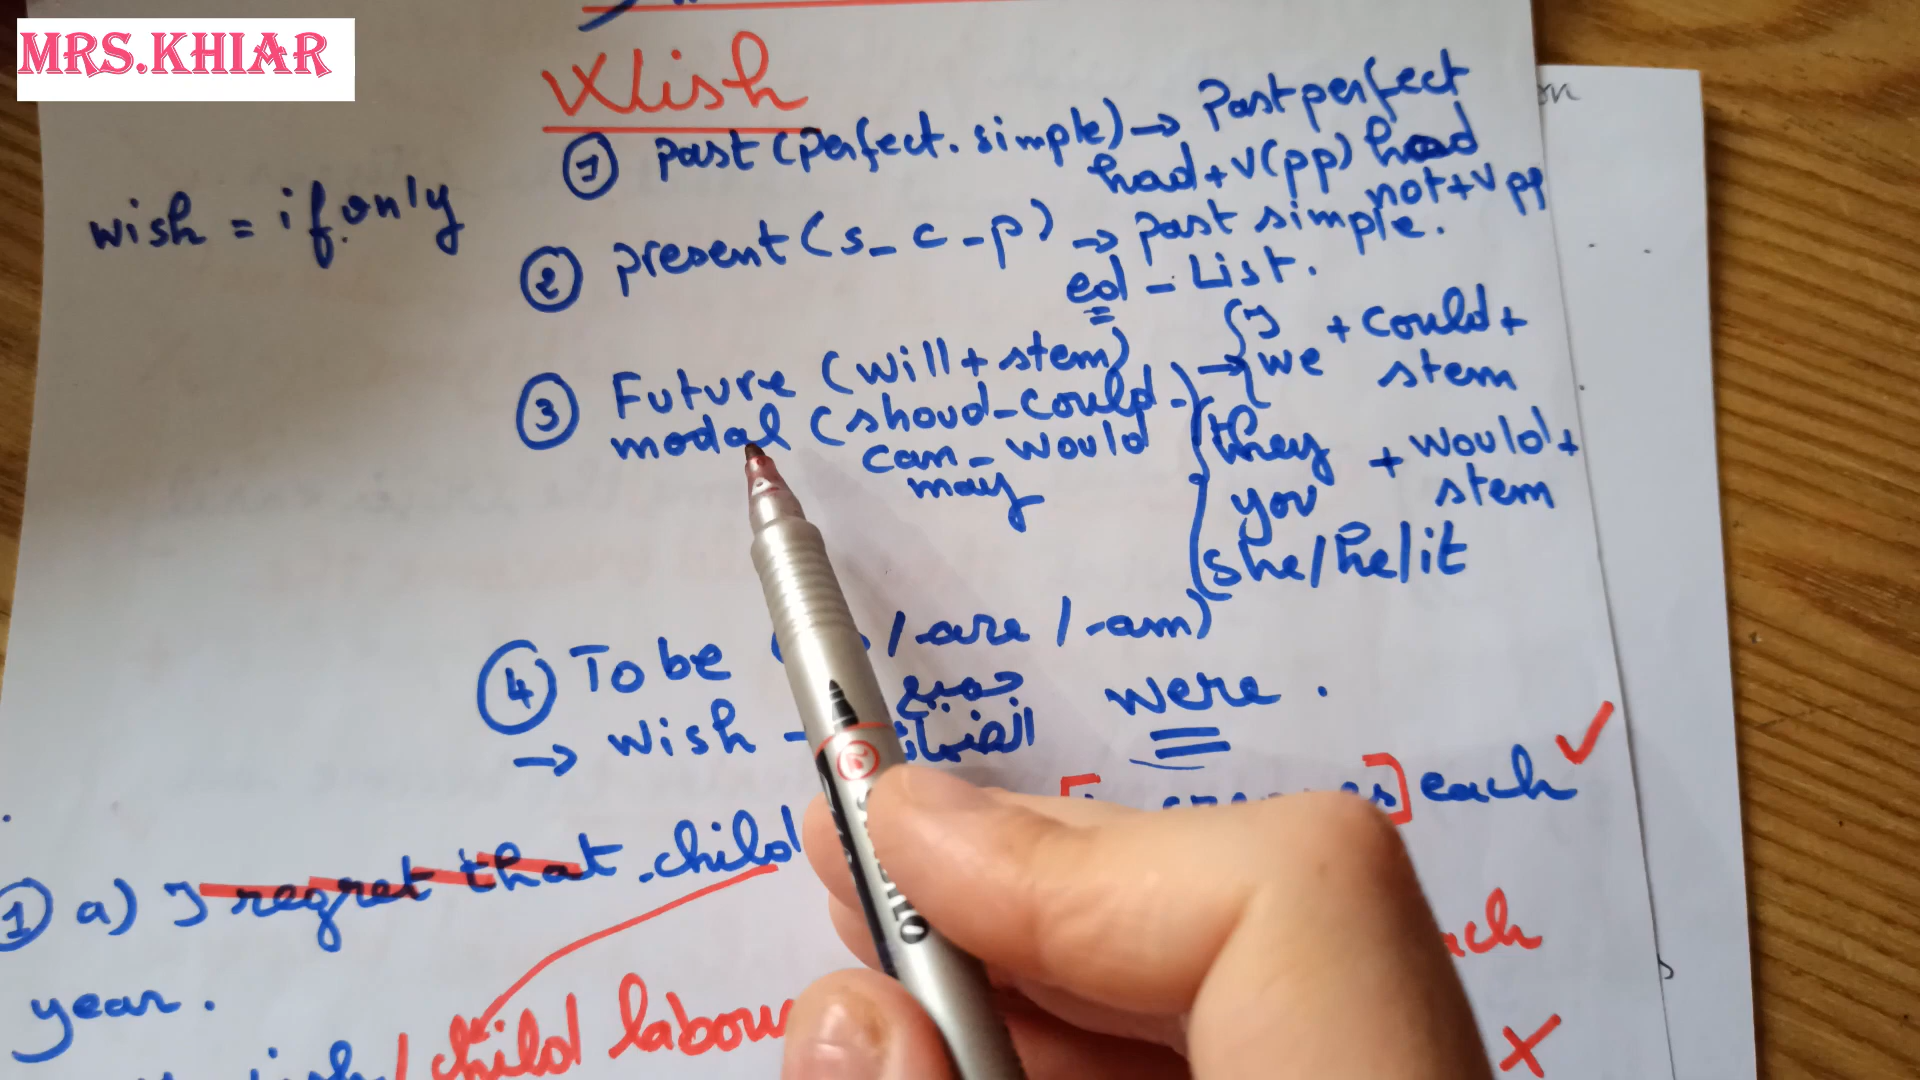 MRS.KHIAR
Wish
wish = if only
① past (perfect. simple) → Past perfect
had + V(pp) had
not + V pp
② present (s - c - p) → past simple.
ed - List.
③ Future (will + stem) → I
we + could +
stem
modal (shoud - could -)
can - would
may
they
you + would +
stem
she/he/it
④ To be / are / am)
→ wish - جميع
الضمائر were.
① a) I regret that child each
year.
child labour
each